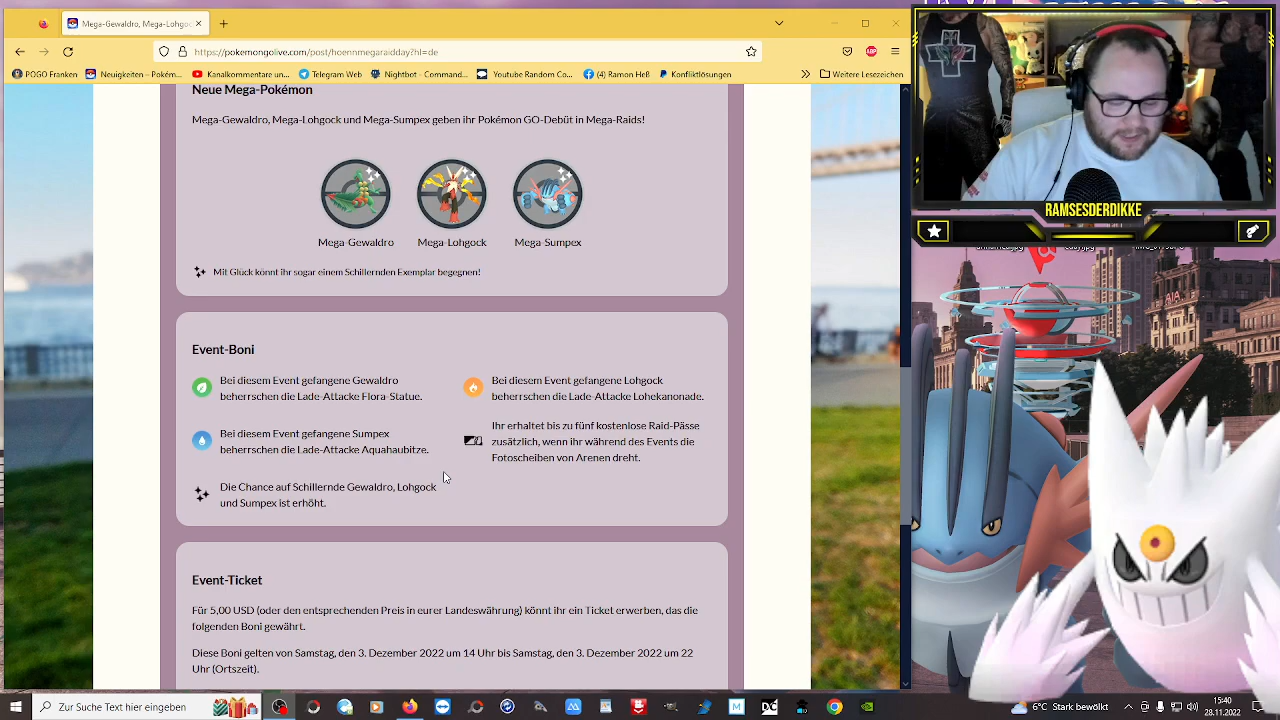 Mega-Gewaldro, Mega-Lohgoc
https://pokemongolive.com/post/hoennmegaraidday?hl=de
POGO Franken
Neuigkeiten - Pokém...
Kanalkommentare - Yo...
Telegram Web
Nightbot - Command...
Youtube Random Co...
(4) Ramon Heß
Konfliktlösungen
Weitere Lesezeichen
Neue Mega-Pokémon
Mega-Gewaldro, Mega-Lohgock und Mega-Sumpex geben ihr Pokémon GO-Debüt in Mega-Raids!
Mega-Gewaldro
Mega-Lohgock
Mega-Sumpex
Mit Glück könnt ihr sogar einem schillernden Exemplar begegnen!
Event-Boni
Bei diesem Event gefangene Gewaldro
beherrschen die Lade-Attacke Flora-Statue.
Bei diesem Event gefangene Lohgock
beherrschen die Lade-Attacke Lohekanonade.
Bei diesem Event gefangene Sumpex
beherrschen die Lade-Attacke Aquahaubitze.
Ihr erhaltet bis zu fünf kostenlose Raid-Pässe
zusätzlich, wenn ihr während des Events die
Fotoscheiben von Arenen dreht.
Die Chance auf Schillernde Gewaldro, Lohgock
und Sumpex ist erhöht.
Event-Ticket
Für 5,00 USD (oder den entsprechenden Preis in eurer Landeswährung) könnt ihr ein Ticket erwerben, das die
folgenden Boni gewährt.
Diese Boni gelten von Samstag, den 3. Dezember 2022 um 14 Uhr bis Samstag, den 3. Dezember 2022 um 22
Uhr (Ortszeit).
RAMSESDERDIKKE
AIA
Zur Suche Text hier eingeben
6°C Stark bewölkt
15:40
28.11.2022